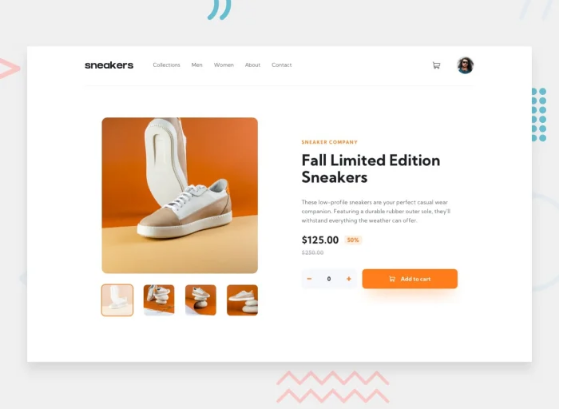 sneakers
Collections Men Women About Contact
SNEAKER COMPANY
Fall Limited Edition
Sneakers
These low-profile sneakers are your perfect casual wear
companion. Featuring a durable rubber outer sole, they'll
withstand everything the weather can offer.
$125.00 50%
$250.00
− 0 + Add to cart